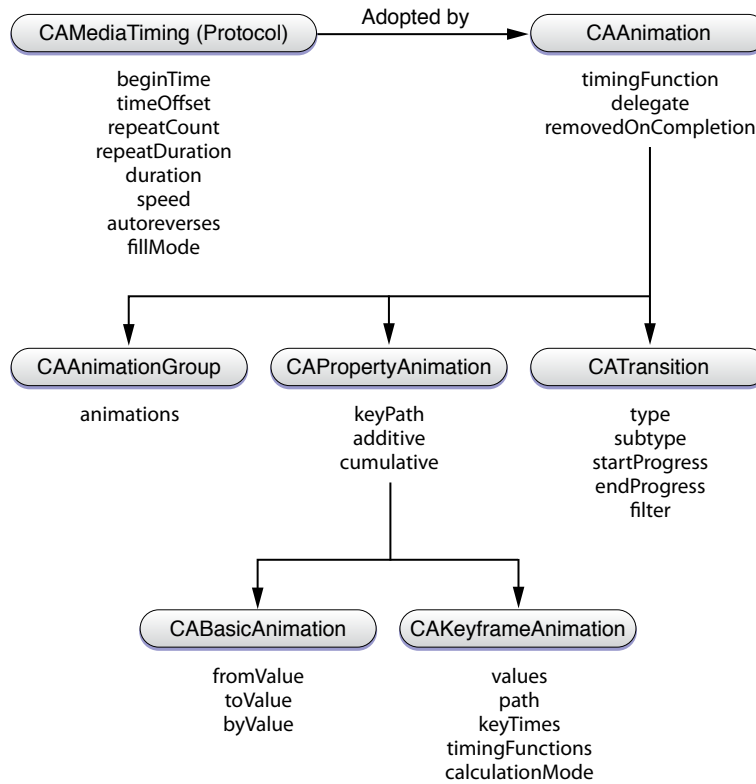 Adopted by
CAMediaTiming (Protocol)
CAAnimation
beginTime
timeOffset
repeatCount
repeatDuration
duration
speed
autoreverses
fillMode
timingFunction
delegate
removedOnCompletion
CAAnimationGroup
CAPropertyAnimation
CATransition
animations
keyPath
additive
cumulative
type
subtype
startProgress
endProgress
filter
CABasicAnimation
CAKeyframeAnimation
fromValue
toValue
byValue
values
path
keyTimes
timingFunctions
calculationMode